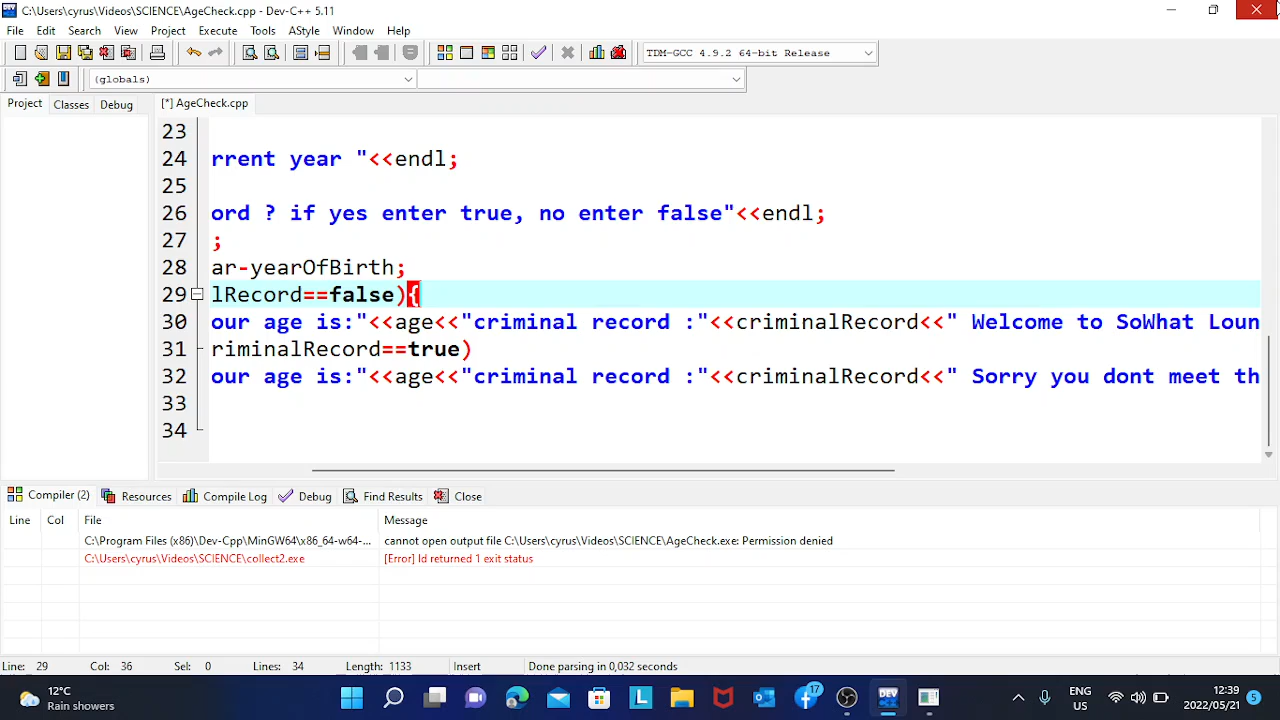 C:\Users\cyrus\Videos\SCIENCE\AgeCheck.cpp - Dev-C++ 5.11
File Edit Search View Project Execute Tools AStyle Window Help
TDM-GCC 4.9.2 64-bit Release
(globals)
Project Classes Debug [*] AgeCheck.cpp
23
24 rrent year "<<endl;
25
26 ord ? if yes enter true, no enter false"<<endl;
27 ;
28 ar-yearOfBirth;
29 lRecord==false){
30 our age is:"<<age<<"criminal record :"<<criminalRecord<<" Welcome to SoWhat Loun
31 riminalRecord==true)
32 our age is:"<<age<<"criminal record :"<<criminalRecord<<" Sorry you dont meet th
33
34
Compiler (2) Resources Compile Log Debug Find Results Close
Line Col File Message
C:\Program Files (x86)\Dev-Cpp\MinGW64\x86_64-w64-... cannot open output file C:\Users\cyrus\Videos\SCIENCE\AgeCheck.exe: Permission denied
C:\Users\cyrus\Videos\SCIENCE\collect2.exe [Error] ld returned 1 exit status
Line: 29 Col: 36 Sel: 0 Lines: 34 Length: 1133 Insert Done parsing in 0,032 seconds
12°C
Rain showers
DEV
L
17
ENG
US
12:39
2022/05/21
5